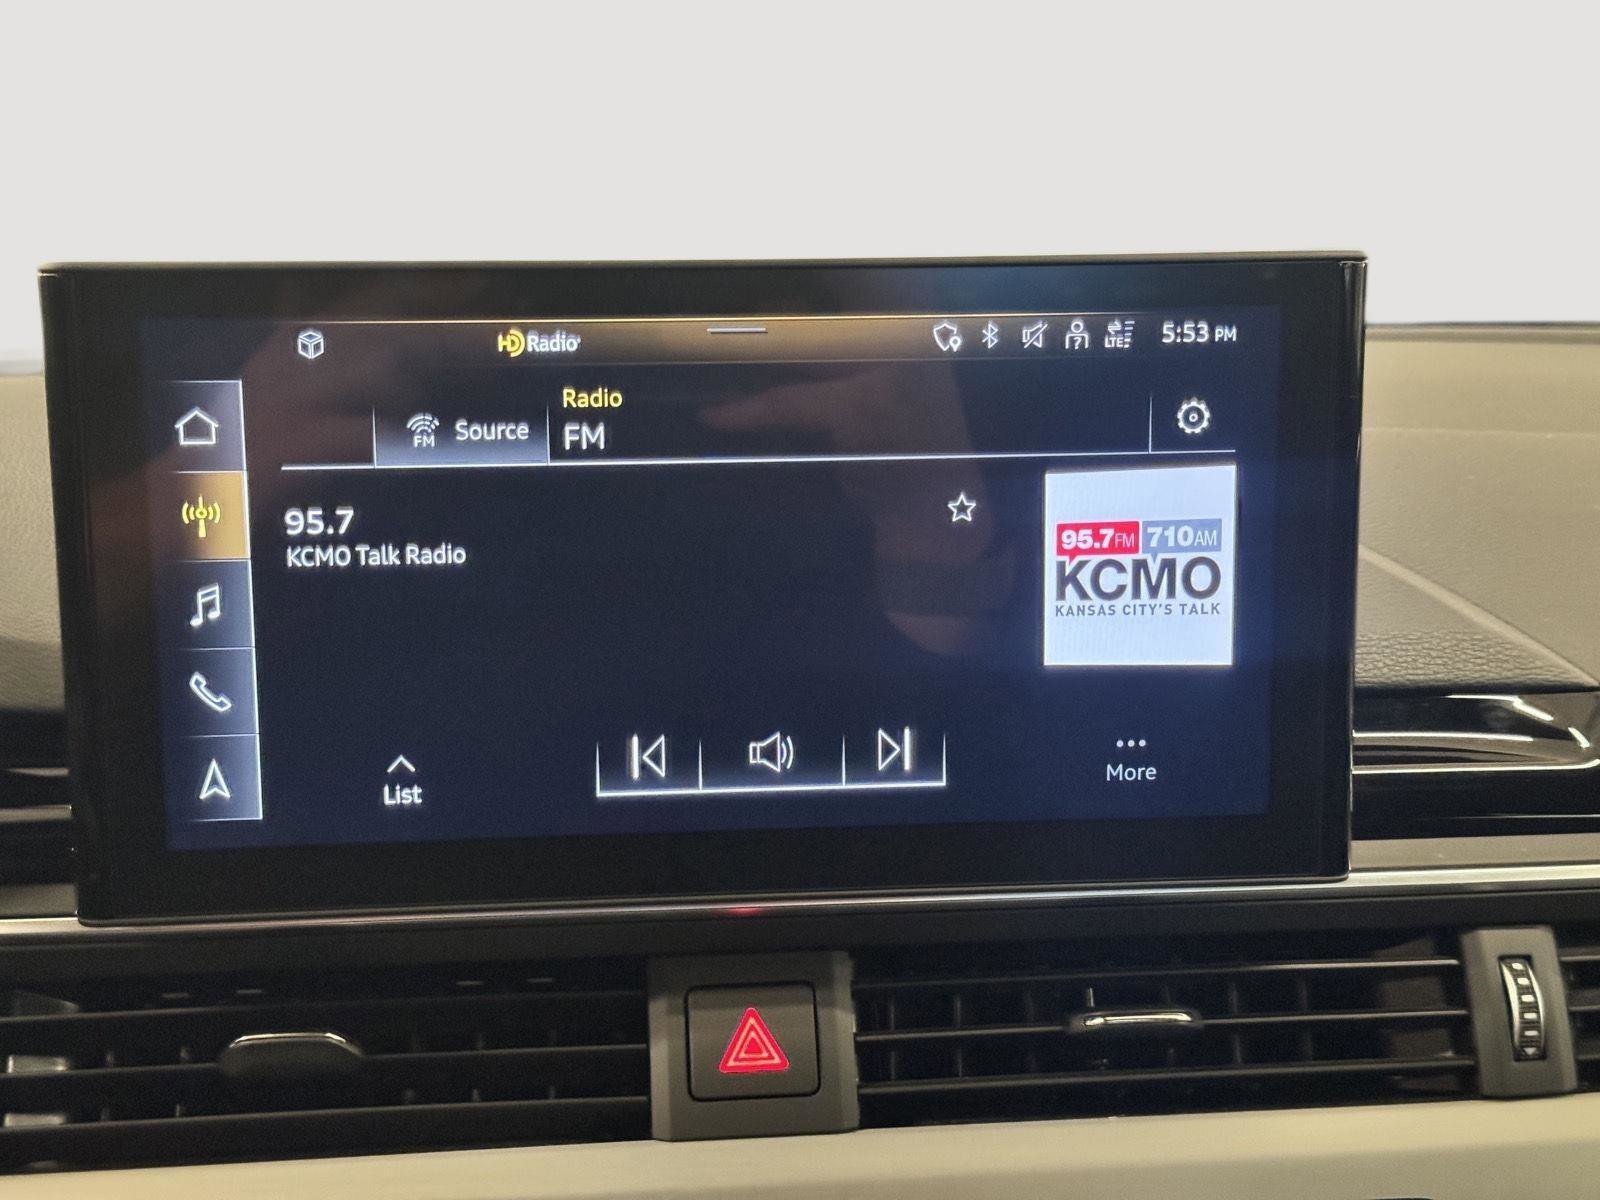 HD Radio
LTE
5:53 PM
FM
Source
Radio
FM
95.7
KCMO Talk Radio
95.7FM 710AM
KCMO
KANSAS CITY'S TALK
List
More